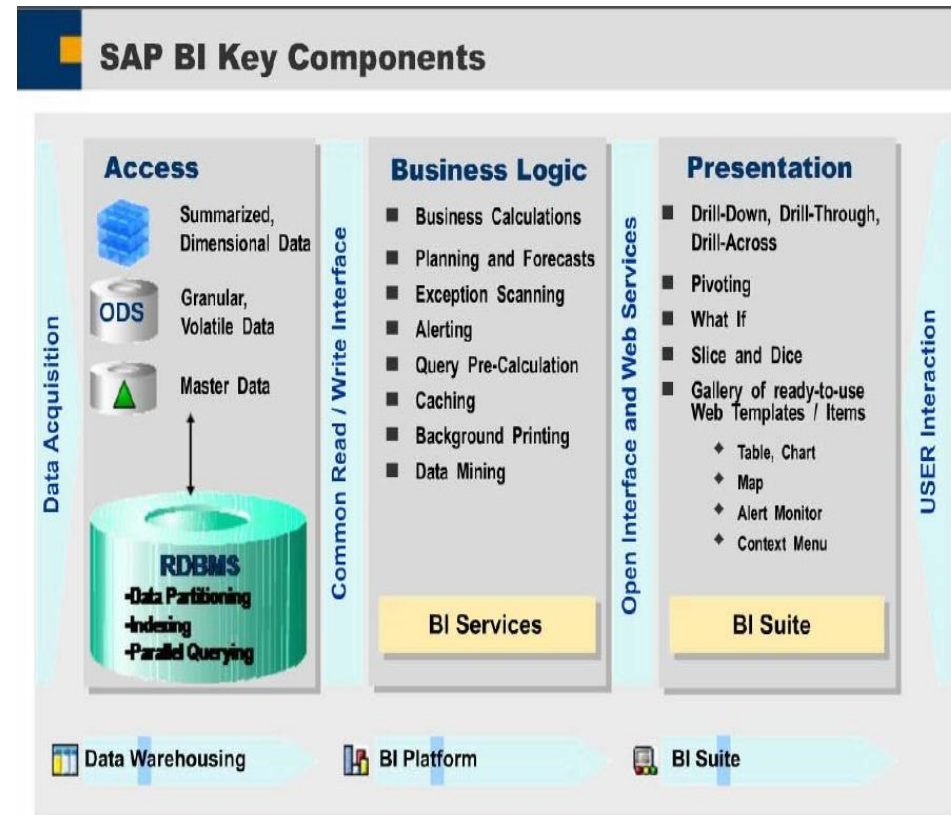 SAP BI Key Components
Data Acquisition
Access
Summarized,
Dimensional Data
ODS
Granular,
Volatile Data
Master Data
RDBMS
-Data Partitioning
-Indexing
-Parallel Querying
Common Read / Write Interface
Business Logic
Business Calculations
Planning and Forecasts
Exception Scanning
Alerting
Query Pre-Calculation
Caching
Background Printing
Data Mining
BI Services
Open Interface and Web Services
Presentation
Drill-Down, Drill-Through,
Drill-Across
Pivoting
What If
Slice and Dice
Gallery of ready-to-use
Web Templates / Items
Table, Chart
Map
Alert Monitor
Context Menu
BI Suite
USER Interaction
Data Warehousing
BI Platform
BI Suite